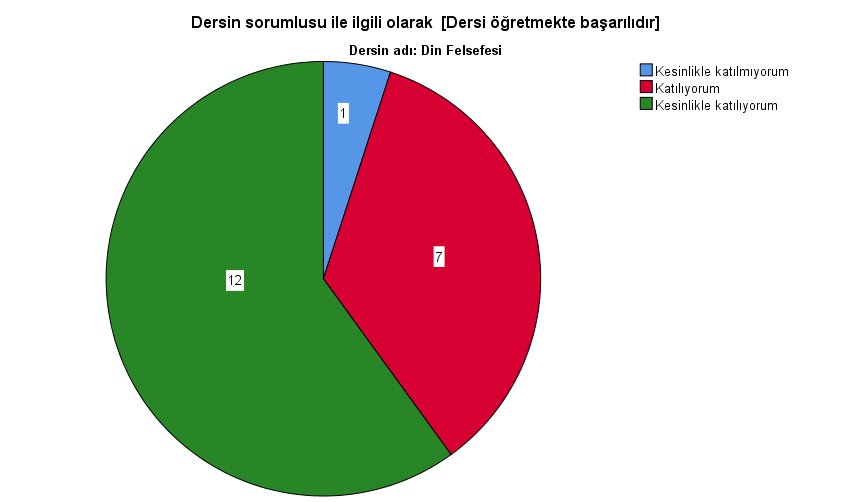 Dersin sorumlusu ile ilgili olarak  [Dersi öğretmekte başarılıdır]
Dersin adı: Din Felsefesi
Kesinlikle katılmıyorum
Katılıyorum
Kesinlikle katılıyorum
1
7
12